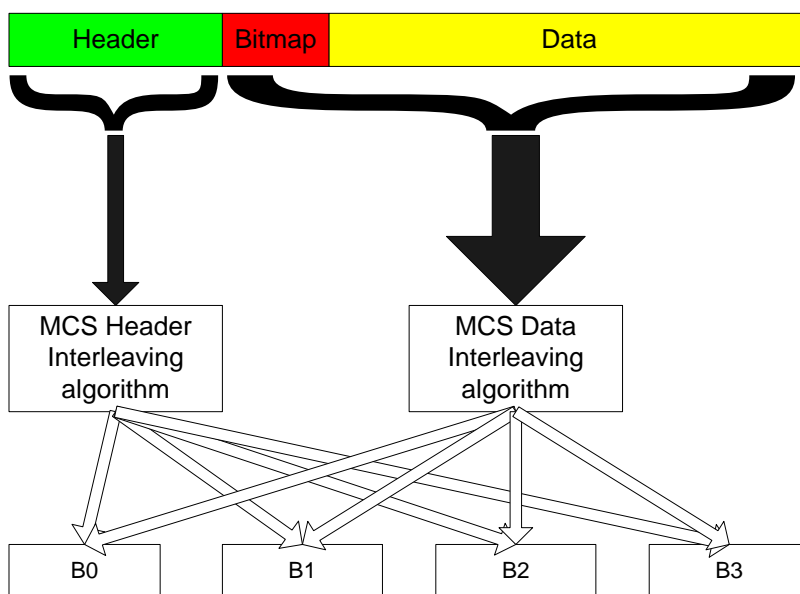 Header Bitmap Data
MCS Header
Interleaving
algorithm
MCS Data
Interleaving
algorithm
B0 B1 B2 B3